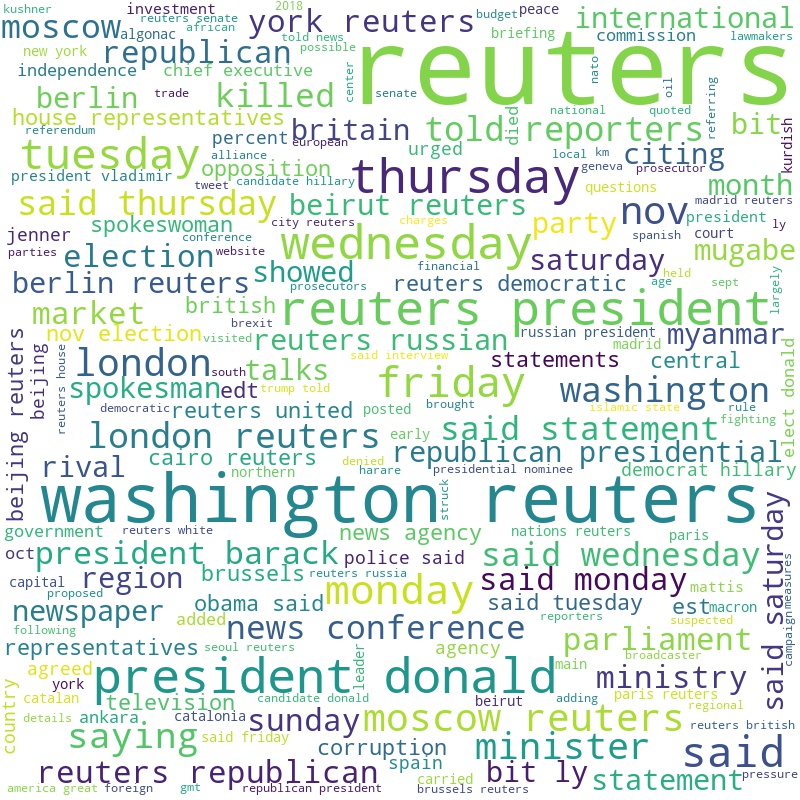 kushner
reuters senate
2018
investment
peace
budget
moscow
algonac
african
york reuters
told news
possible
briefing
international
commission
lawmakers
new york
republican
reuters
independence
chief executive
center
senate
nato
oil
berlin
killed
trade
national
quoted
referring
house representatives
britain
told reporters
died
bit
kurdish
referendum
percent
european
tuesday
alliance
urged
local
km
citing
opposition
thursday
geneva
prosecutor
president vladimir
tweet
candidate hillary
questions
month
said thursday
beirut reuters
party
nov
madrid reuters
spokeswoman
city reuters
charges
president
ly
jenner
conference
wednesday
spanish
court
parties
website
saturday
mugabe
election
showed
financial
held
prosecutors
age
sept
largely
berlin reuters
reuters democratic
market
british
reuters president
nov election
brexit
visited
reuters russian
russian president
myanmar
madrid
beijing
reuters house
london
south
talks
said interview
statements
central
elect donald
spokesman
edt
trump told
friday
washington
beijing reuters
democratic
reuters united
posted
brought
islamic state
rule
fighting
london reuters
early
said statement
rival
cairo reuters
republican presidential
northern
denied
harare
presidential nominee
democrat hillary
washington reuters
struck
said saturday
government
reuters white
news agency
nations reuters
paris
oct
president barack
police said
said wednesday
capital
region
brussels
reuters russia
monday
said monday
mattis
proposed
newspaper
obama said
said tuesday
est
macron
campaign
measures
following
added
news conference
reporters
suspected
representatives
seoul reuters
leader
agency
parliament
broadcaster
agreed
president donald
main
ministry
country
york
catalan
television
candidate donald
beirut
adding
paris reuters
regional
details
ankara
catalonia
sunday
moscow reuters
reuters british
saying
said friday
corruption
minister
said
spain
pressure
reuters republican
carried
bit ly
statement
america great
foreign
gmt
republican president
brussels reuters